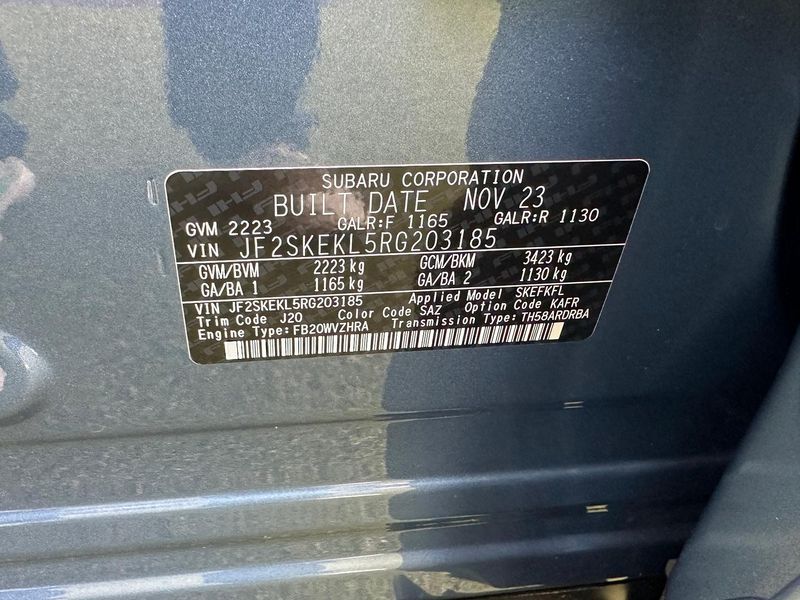 SUBARU CORPORATION
BUILT DATE NOV 23
GVM 2223 GALR:F 1165 GALR:R 1130
VIN JF2SKEKL5RG203185
GVM/BVM 2223 kg GCM/BKM 3423 kg
GA/BA 1 1165 kg GA/BA 2 1130 kg
VIN JF2SKEKL5RG203185 Applied Model SKEFKFL
Trim Code J20 Color Code SAZ Option Code KAFR
Engine Type:FB20WVZHRA Transmission Type:TH58ARDRBA